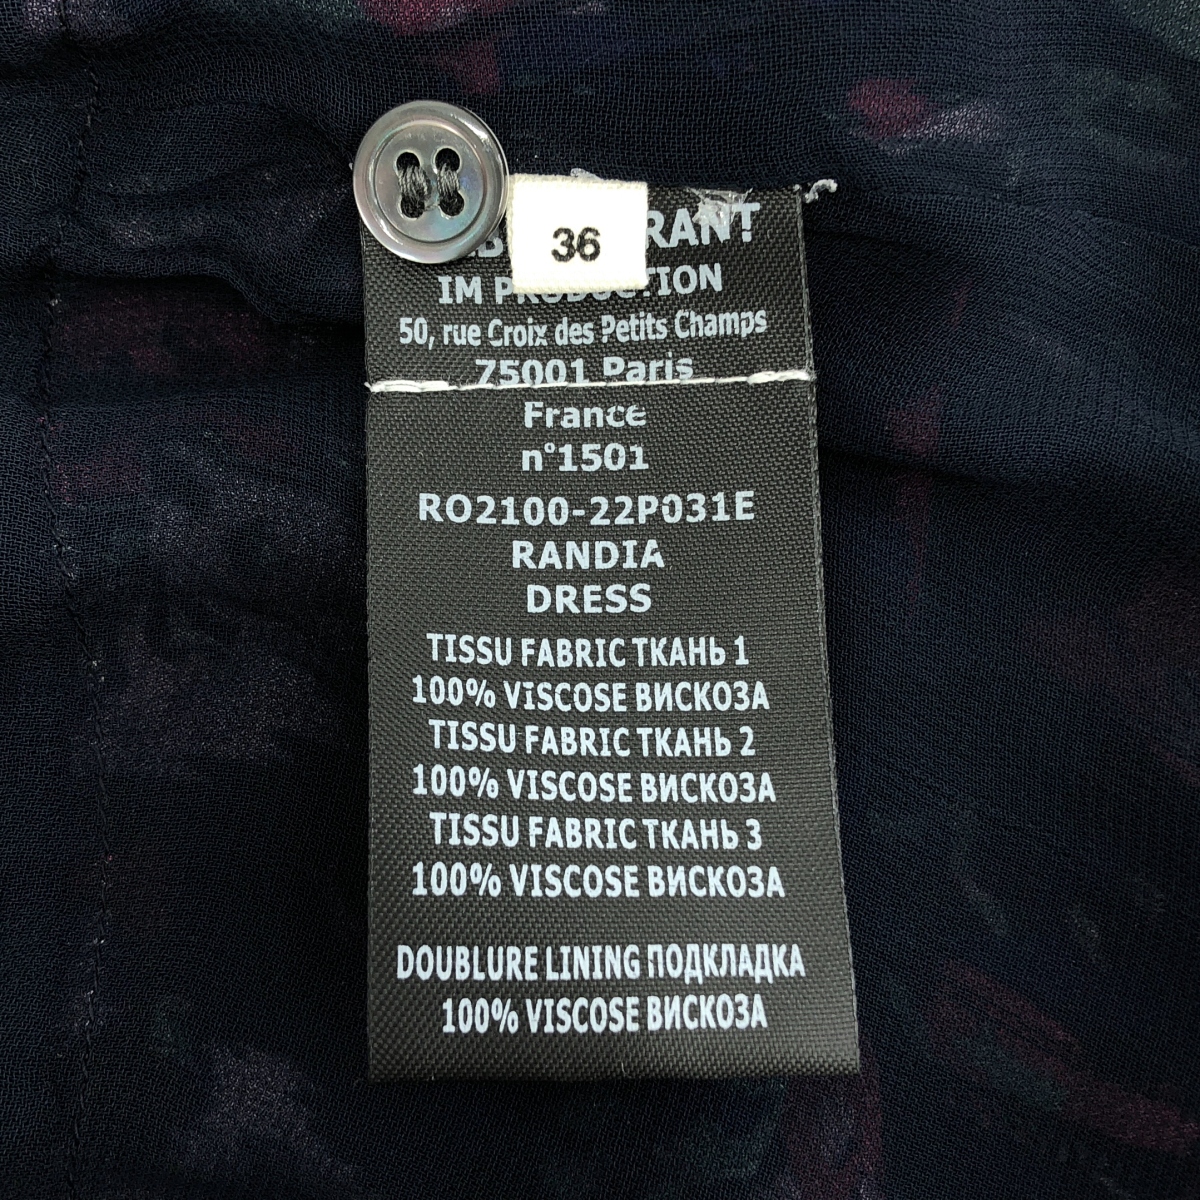 36
IM PRODUCTION
50, rue Croix des Petits Champs
75001 Paris
France
n°1501
RO2100-22P031E
RANDIA
DRESS
TISSU FABRIC ТКАНЬ 1
100% VISCOSE ВИСКОЗА
TISSU FABRIC ТКАНЬ 2
100% VISCOSE ВИСКОЗА
TISSU FABRIC ТКАНЬ 3
100% VISCOSE ВИСКОЗА
DOUBLURE LINING ПОДКЛАДКА
100% VISCOSE ВИСКОЗА